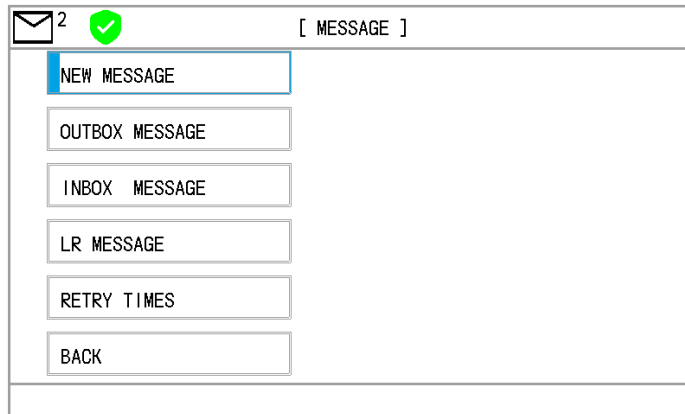 2 [ MESSAGE ]
NEW MESSAGE
OUTBOX MESSAGE
INBOX MESSAGE
LR MESSAGE
RETRY TIMES
BACK